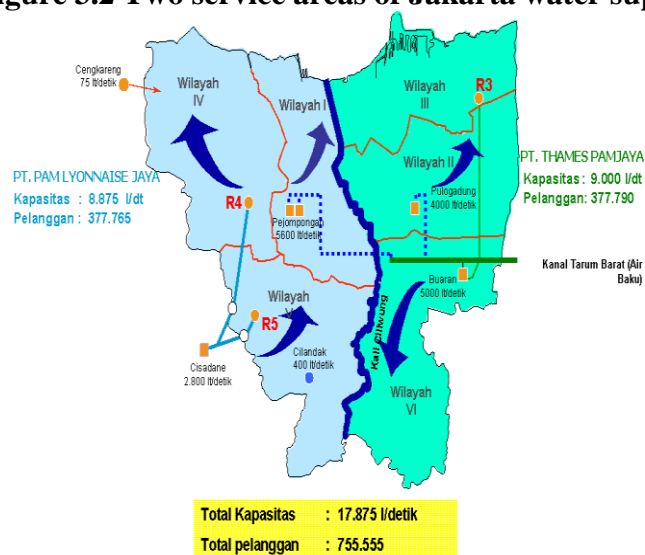 igure 3.2 Two service areas of Jakarta water sup
Cengkareng
75 lt/detik
Wilayah
IV
Wilayah I
Wilayah
III
R3
Wilayah II
PT. PAM LYONNAISE JAYA
Kapasitas : 8.875 l/dt
Pelanggan : 377.765
PT. THAMES PAMJAYA
Kapasitas : 9.000 l/dt
Pelanggan: 377.790
R4
Pejompongan
5600 lt/detik
Pulogadung
4000 lt/detik
Kanal Tarum Barat (Air
Baku)
Buaran
5000 lt/detik
Wilayah
V
R5
Kali Ciliwung
Cisadane
2.800 lt/detik
Cilandak
400 lt/detik
Wilayah
VI
Total Kapasitas : 17.875 l/detik
Total pelanggan : 755.555